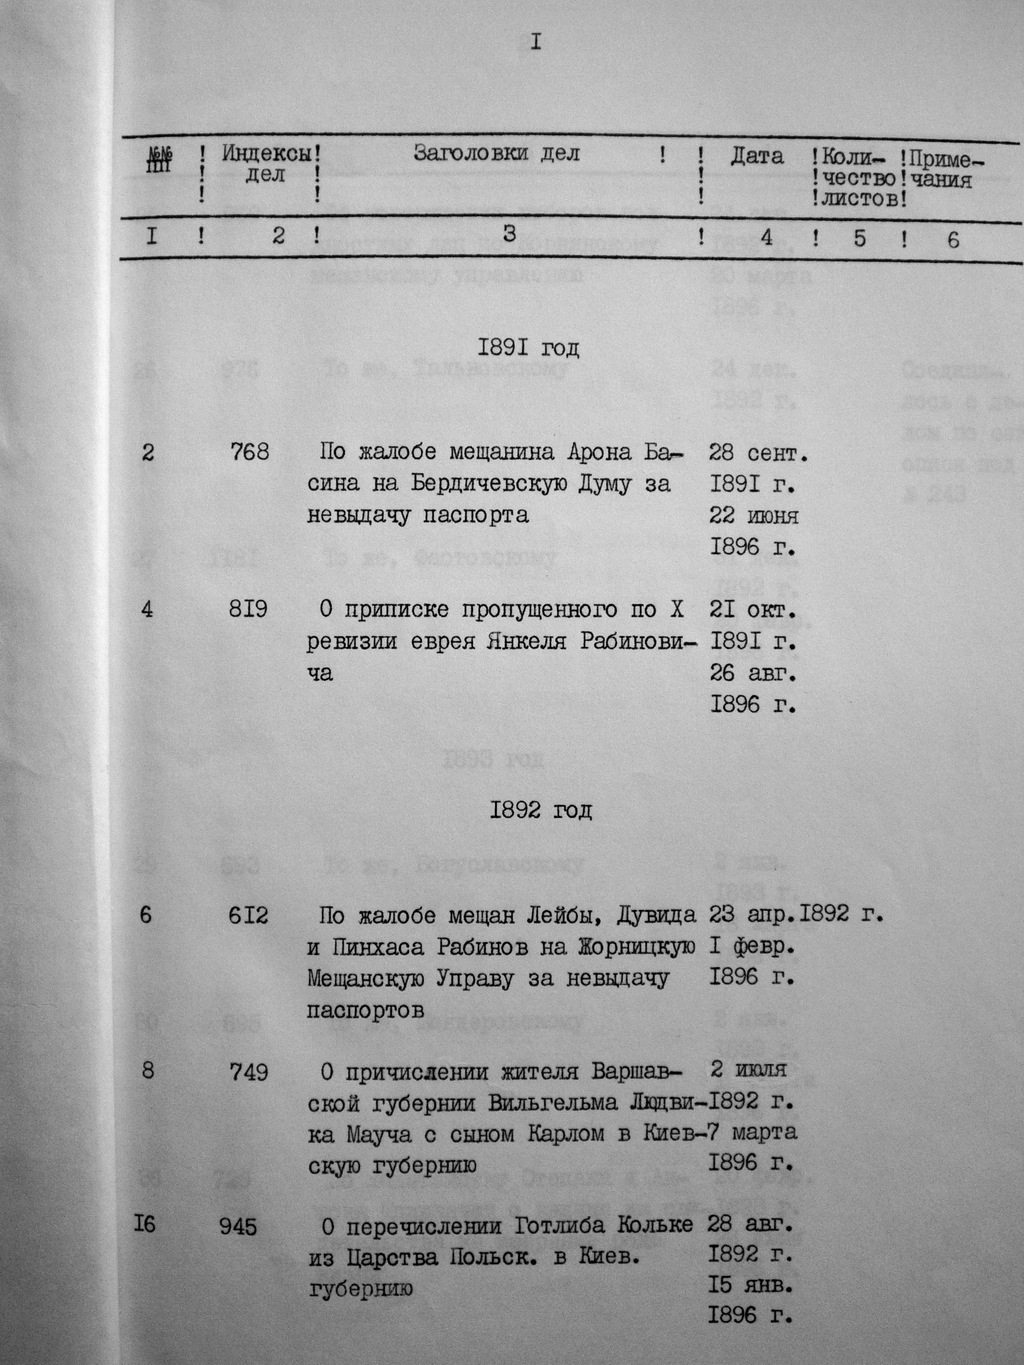 I
№№ ! Индексы! Заголовки дел ! ! Дата !Коли- !Приме-
пп ! дел ! ! !чество!чания
! ! ! !листов!
I ! 2 ! 3 ! 4 ! 5 ! 6
I89I год
2 768 По жалобе мещанина Арона Ба- 28 сент.
сина на Бердичевскую Думу за I89I г.
невыдачу паспорта 22 июня
I896 г.
4 8I9 О приписке пропущенного по X 2I окт.
ревизии еврея Янкеля Рабинови- I89I г.
ча 26 авг.
I896 г.
I892 год
6 6I2 По жалобе мещан Лейбы, Дувида 23 апр.I892 г.
и Пинхаса Рабинов на Жорницкую I февр.
Мещанскую Управу за невыдачу I896 г.
паспортов
8 749 О причислении жителя Варшав- 2 июля
ской губернии Вильгельма Людви-I892 г.
ка Мауча с сыном Карлом в Киев-7 марта
скую губернию I896 г.
I6 945 О перечислении Готлиба Кольке 28 авг.
из Царства Польск. в Киев. I892 г.
губернию I5 янв.
I896 г.